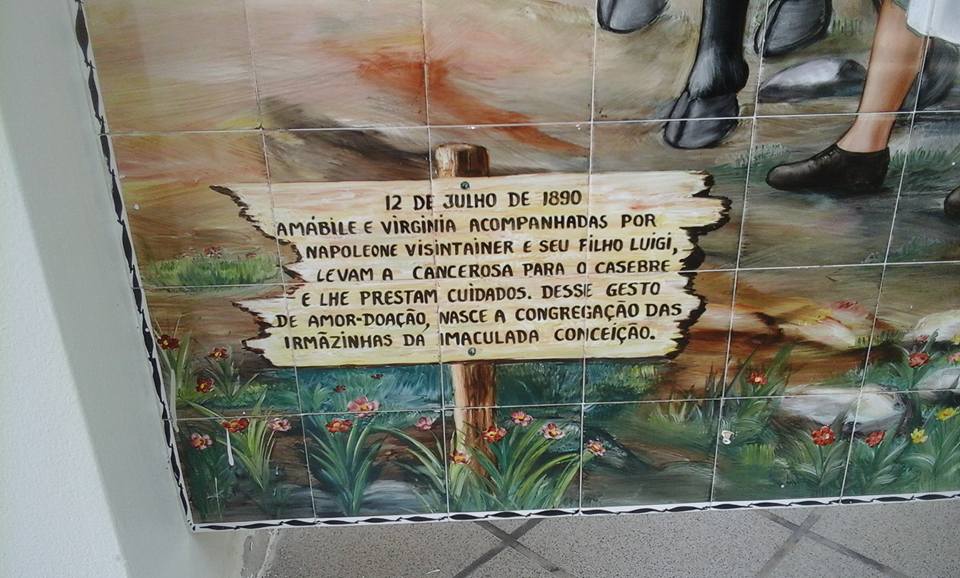 12 DE JULHO DE 1890
AMÁBILE E VIRGINIA ACOMPANHADAS POR
NAPOLEONE VISINTAINER E SEU FILHO LUIGI,
LEVAM A CANCEROSA PARA O CASEBRE
E LHE PRESTAM CUIDADOS. DESSE GESTO
DE AMOR-DOAÇÃO, NASCE A CONGREGAÇÃO DAS
IRMÃZINHAS DA IMACULADA CONCEIÇÃO.